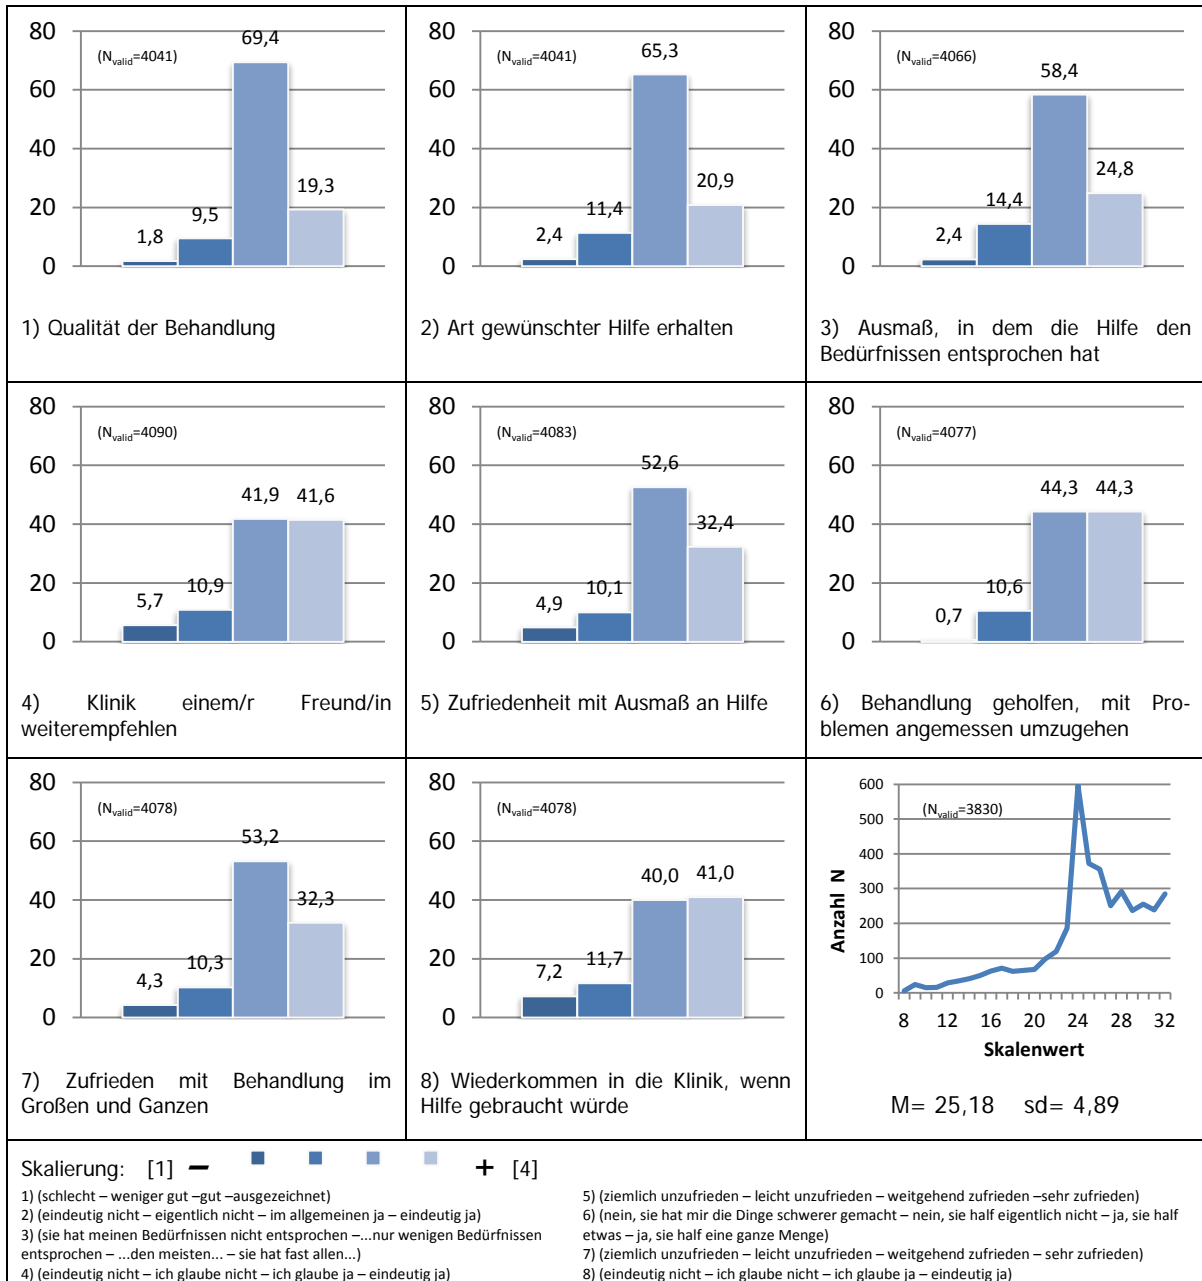 80
60
40
20
0
(Nvalid=4041)
1,8
9,5
69,4
19,3
1) Qualität der Behandlung
80
60
40
20
0
(Nvalid=4041)
2,4
11,4
65,3
20,9
2) Art gewünschter Hilfe erhalten
80
60
40
20
0
(Nvalid=4066)
2,4
14,4
58,4
24,8
3) Ausmaß, in dem die Hilfe den
Bedürfnissen entsprochen hat
80
60
40
20
0
(Nvalid=4090)
5,7
10,9
41,9
41,6
4) Klinik einem/r Freund/in
weiterempfehlen
80
60
40
20
0
(Nvalid=4083)
4,9
10,1
52,6
32,4
5) Zufriedenheit mit Ausmaß an Hilfe
80
60
40
20
0
(Nvalid=4077)
0,7
10,6
44,3
44,3
6) Behandlung geholfen, mit Pro-
blemen angemessen umzugehen
80
60
40
20
0
(Nvalid=4078)
4,3
10,3
53,2
32,3
7) Zufrieden mit Behandlung im
Großen und Ganzen
80
60
40
20
0
(Nvalid=4078)
7,2
11,7
40,0
41,0
8) Wiederkommen in die Klinik, wenn
Hilfe gebraucht würde
600
500
400
300
200
100
0
(Nvalid=3830)
Anzahl N
8 12 16 20 24 28 32
Skalenwert
M= 25,18 sd= 4,89
Skalierung: [1] – + [4]
1) (schlecht – weniger gut –gut –ausgezeichnet)
2) (eindeutig nicht – eigentlich nicht – im allgemeinen ja – eindeutig ja)
3) (sie hat meinen Bedürfnissen nicht entsprochen –...nur wenigen Bedürfnissen
entsprochen – ...den meisten... – sie hat fast allen...)
4) (eindeutig nicht – ich glaube nicht – ich glaube ja – eindeutig ja)
5) (ziemlich unzufrieden – leicht unzufrieden – weitgehend zufrieden –sehr zufrieden)
6) (nein, sie hat mir die Dinge schwerer gemacht – nein, sie half eigentlich nicht – ja, sie half
etwas – ja, sie half eine ganze Menge)
7) (ziemlich unzufrieden – leicht unzufrieden – weitgehend zufrieden – sehr zufrieden)
8) (eindeutig nicht – ich glaube nicht – ich glaube ja – eindeutig ja)